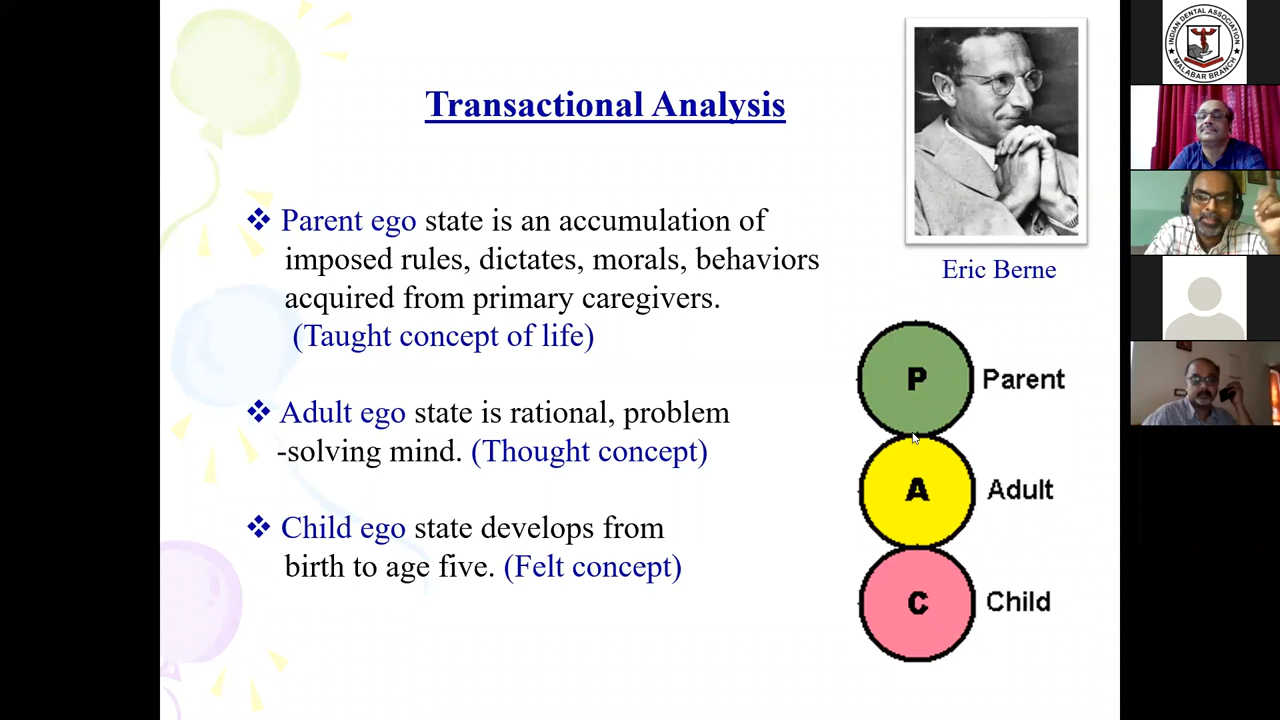 Transactional Analysis
❖ Parent ego state is an accumulation of
imposed rules, dictates, morals, behaviors
acquired from primary caregivers.
(Taught concept of life)
❖ Adult ego state is rational, problem
-solving mind. (Thought concept)
❖ Child ego state develops from
birth to age five. (Felt concept)
Eric Berne
P Parent
A Adult
C Child
INDIAN DENTAL ASSOCIATION
MALABAR BRANCH